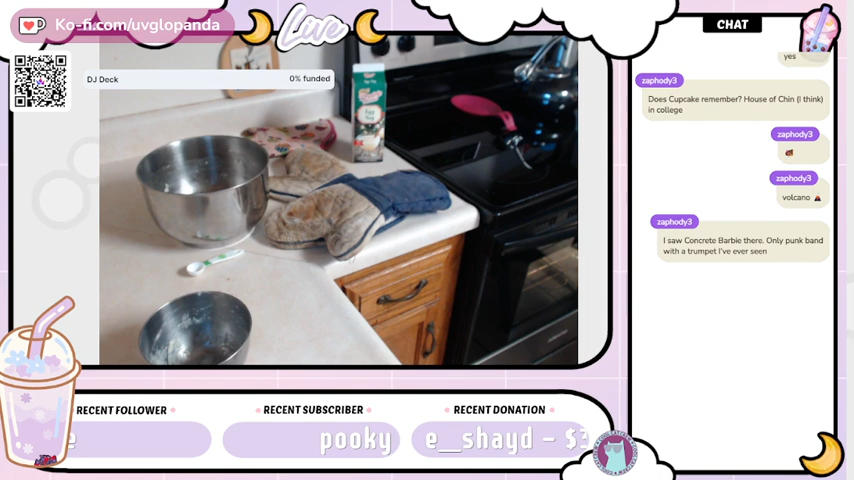 Ko-fi.com/uvglopanda
Live
DJ Deck
0% funded
CHAT
yes
zaphody3
Does Cupcake remember? House of Chin (I think)
in college
zaphody3
zaphody3
volcano
zaphody3
I saw Concrete Barbie there. Only punk band
with a trumpet I've ever seen
RECENT FOLLOWER
RECENT SUBSCRIBER
RECENT DONATION
e
pooky
e__shayd - $3